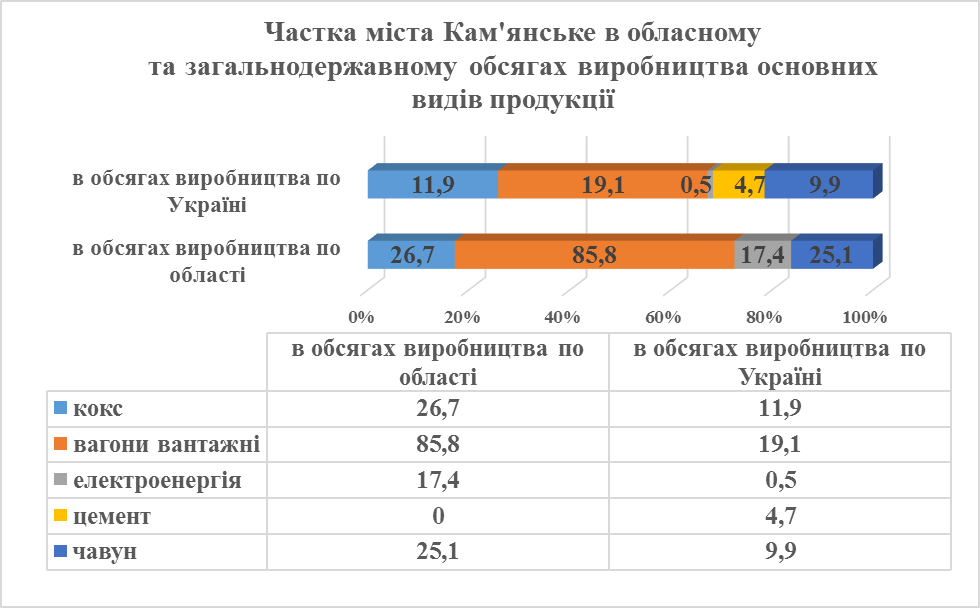 Частка міста Кам'янське в обласному
та загальнодержавному обсягах виробництва основних
видів продукції
в обсягах виробництва по
Україні
11,9 19,1 0,5 4,7 9,9
в обсягах виробництва по
області
26,7 85,8 17,4 25,1
0% 20% 40% 60% 80% 100%
в обсягах виробництва по
області
в обсягах виробництва по
Україні
кокс 26,7 11,9
вагони вантажні 85,8 19,1
електроенергія 17,4 0,5
цемент 0 4,7
чавун 25,1 9,9